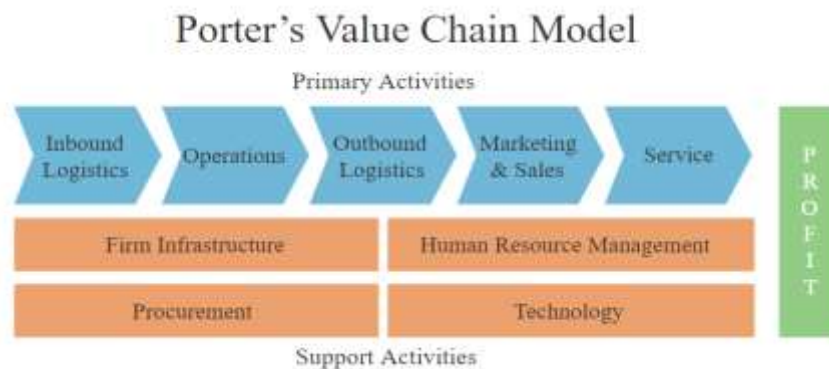 Porter’s Value Chain Model
Primary Activities
Inbound
Logistics
Operations
Outbound
Logistics
Marketing
& Sales
Service
PROFIT
Firm Infrastructure
Human Resource Management
Procurement
Technology
Support Activities